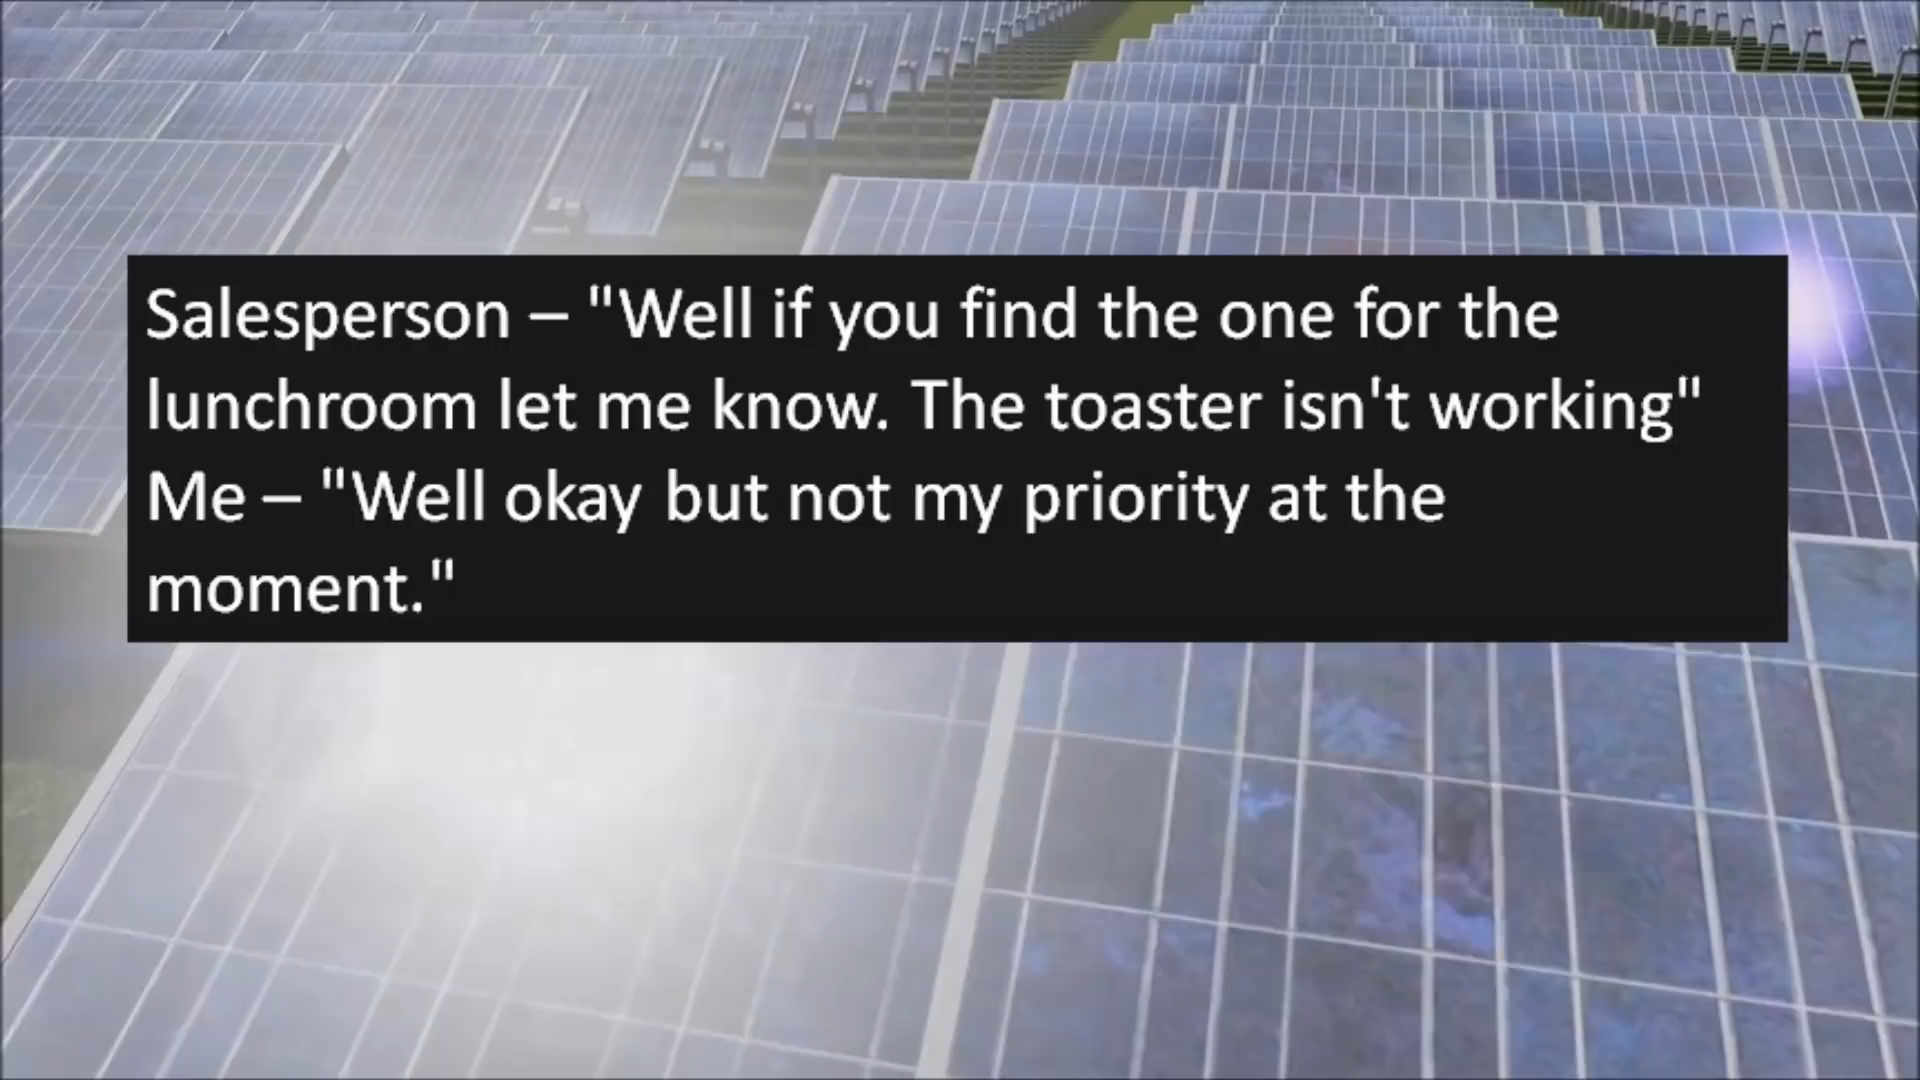 Salesperson – "Well if you find the one for the
lunchroom let me know. The toaster isn't working"
Me – "Well okay but not my priority at the
moment."